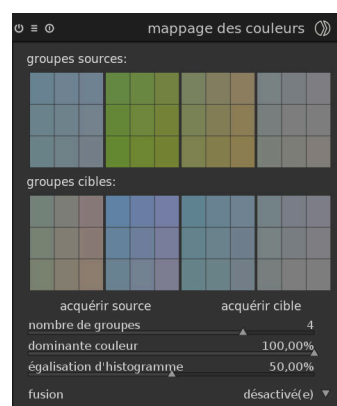 mappage des couleurs
groupes sources:
groupes cibles:
acquérir source acquérir cible
nombre de groupes 4
dominante couleur 100,00%
égalisation d'histogramme 50,00%
fusion désactivé(e)